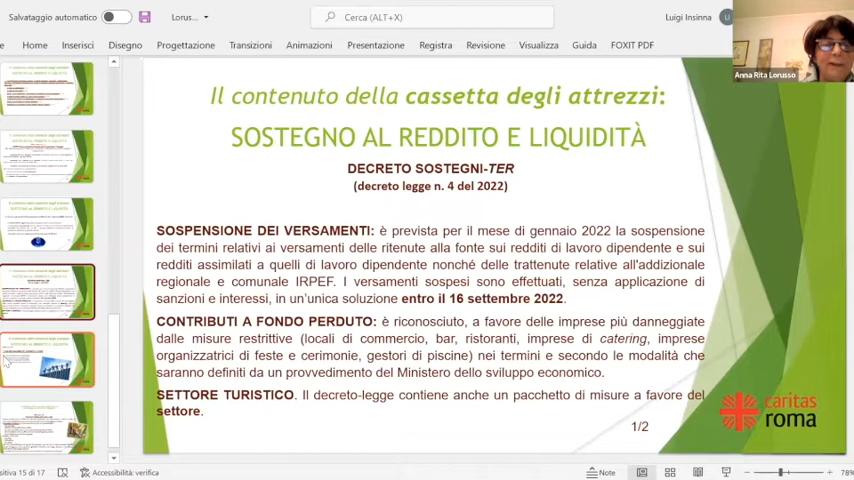 Salvataggio automatico
Lorus...
Cerca (ALT+X)
Luigi Insinna
LI
Home Inserisci Disegno Progettazione Transizioni Animazioni Presentazione Registra Revisione Visualizza Guida FOXIT PDF
Anna Rita Lorusso
Il contenuto della cassetta degli attrezzi:
SOSTEGNO AL REDDITO E LIQUIDITÀ
DECRETO SOSTEGNI-TER
(decreto legge n. 4 del 2022)
SOSPENSIONE DEI VERSAMENTI: è prevista per il mese di gennaio 2022 la sospensione
dei termini relativi ai versamenti delle ritenute alla fonte sui redditi di lavoro dipendente e sui
redditi assimilati a quelli di lavoro dipendente nonché delle trattenute relative all'addizionale
regionale e comunale IRPEF. I versamenti sospesi sono effettuati, senza applicazione di
sanzioni e interessi, in un'unica soluzione entro il 16 settembre 2022.
CONTRIBUTI A FONDO PERDUTO: è riconosciuto, a favore delle imprese più danneggiate
dalle misure restrittive (locali di commercio, bar, ristoranti, imprese di catering, imprese
organizzatrici di feste e cerimonie, gestori di piscine) nei termini e secondo le modalità che
saranno definiti da un provvedimento del Ministero dello sviluppo economico.
SETTORE TURISTICO. Il decreto-legge contiene anche un pacchetto di misure a favore del
settore.
caritas
roma
1/2
sitiva 15 di 17
Accessibilità: verifica
Note
78%